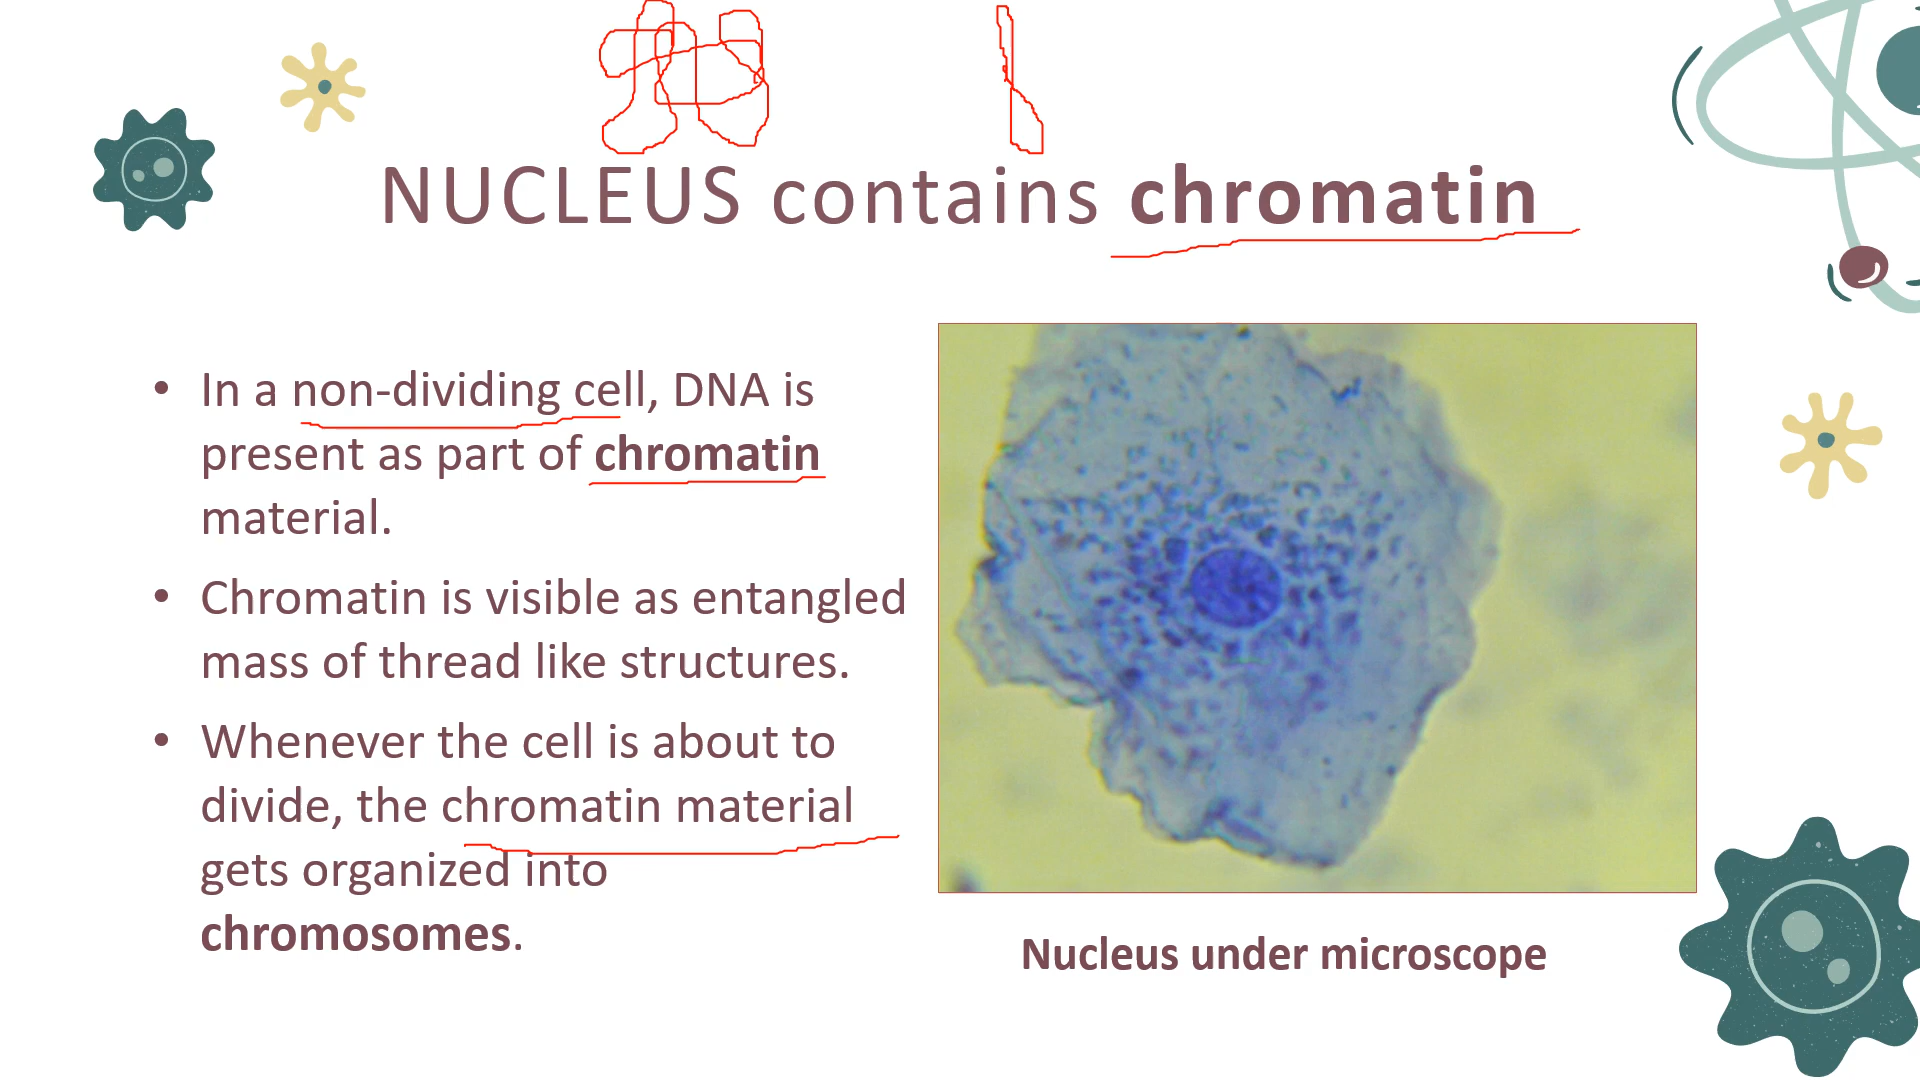 NUCLEUS contains chromatin
• In a non-dividing cell, DNA is
present as part of chromatin
material.
• Chromatin is visible as entangled
mass of thread like structures.
• Whenever the cell is about to
divide, the chromatin material
gets organized into
chromosomes.
Nucleus under microscope